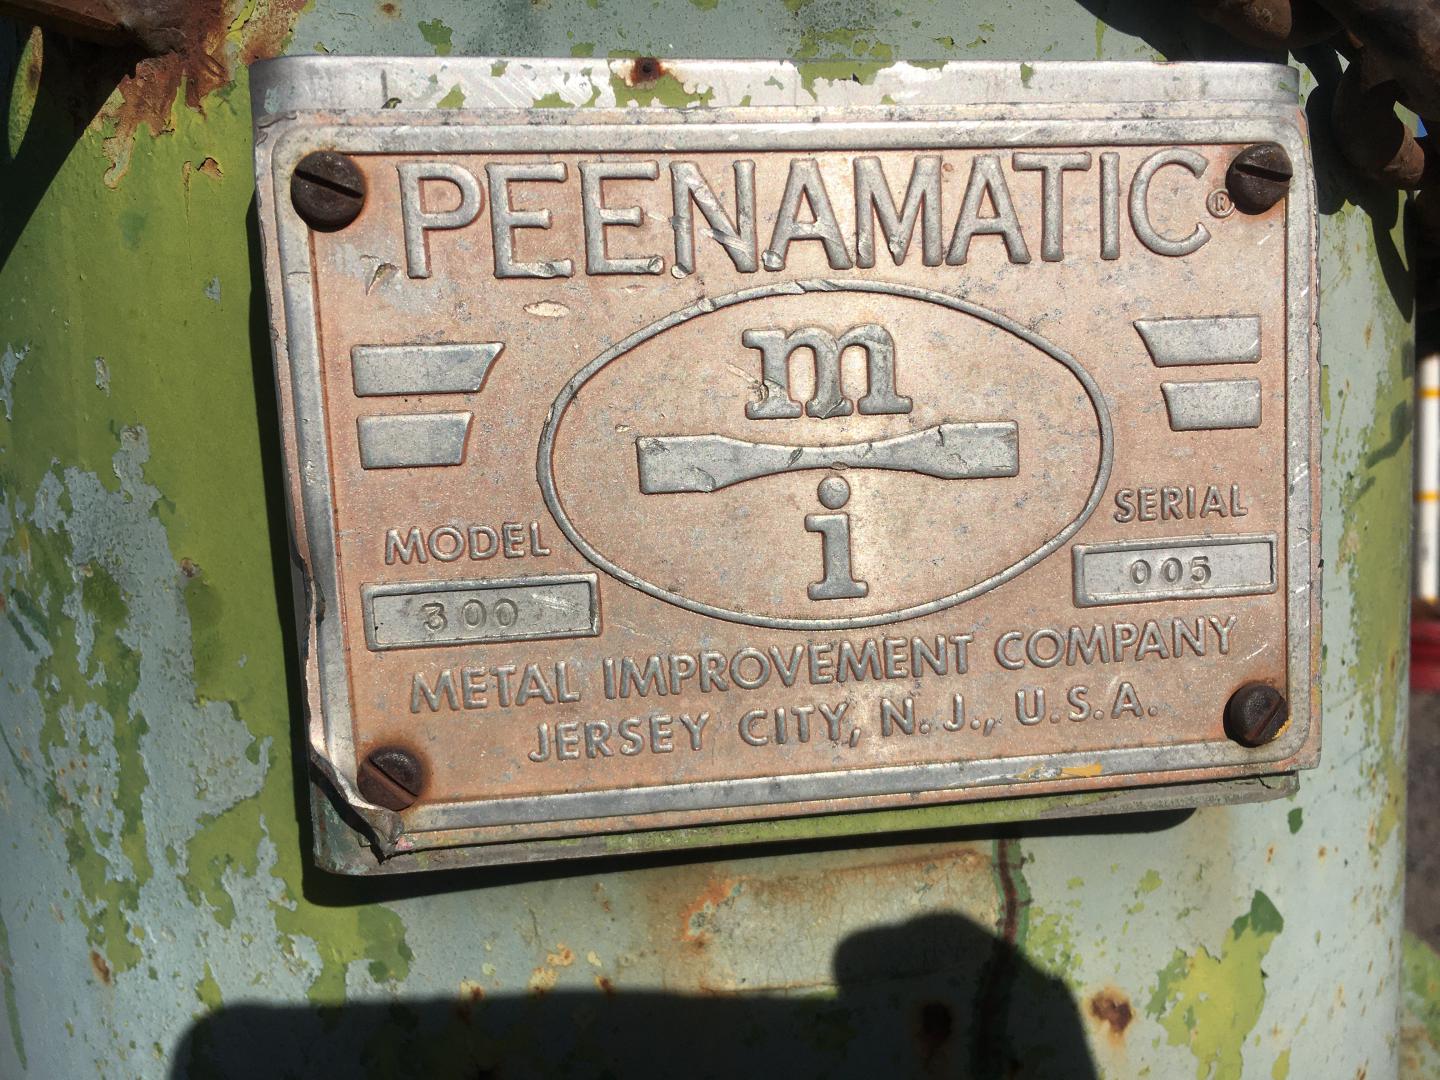 PEENAMATIC®
m
i
MODEL
300
SERIAL
005
METAL IMPROVEMENT COMPANY
JERSEY CITY, N.J., U.S.A.